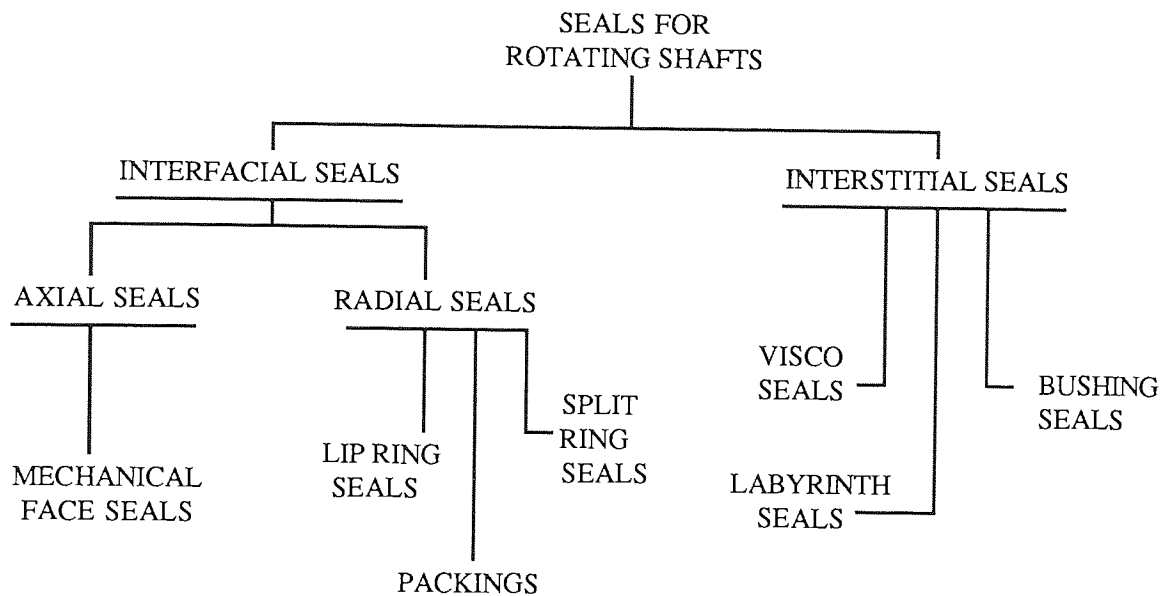 SEALS FOR
ROTATING SHAFTS
INTERFACIAL SEALS
INTERSTITIAL SEALS
AXIAL SEALS
RADIAL SEALS
VISCO
SEALS
BUSHING
SEALS
SPLIT
RING
SEALS
LIP RING
SEALS
MECHANICAL
FACE SEALS
LABYRINTH
SEALS
PACKINGS